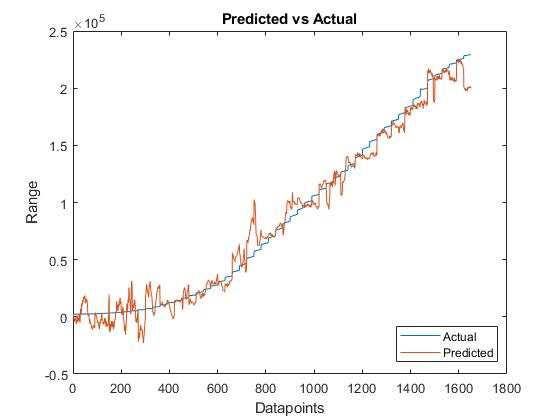 Predicted vs Actual
×10^5
2.5
2
1.5
1
0.5
0
-0.5
0 200 400 600 800 1000 1200 1400 1600 1800
Range
Datapoints
Actual
Predicted